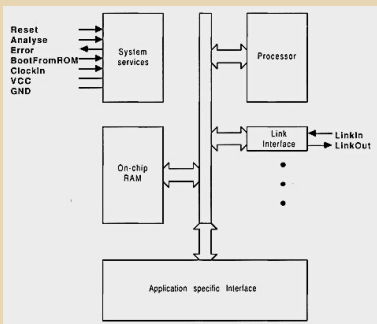 Reset
Analyse
Error
BootFromROM
ClockIn
VCC
GND
System
services
Processor
Link
Interface
LinkIn
LinkOut
On-chip
RAM
Application specific Interface